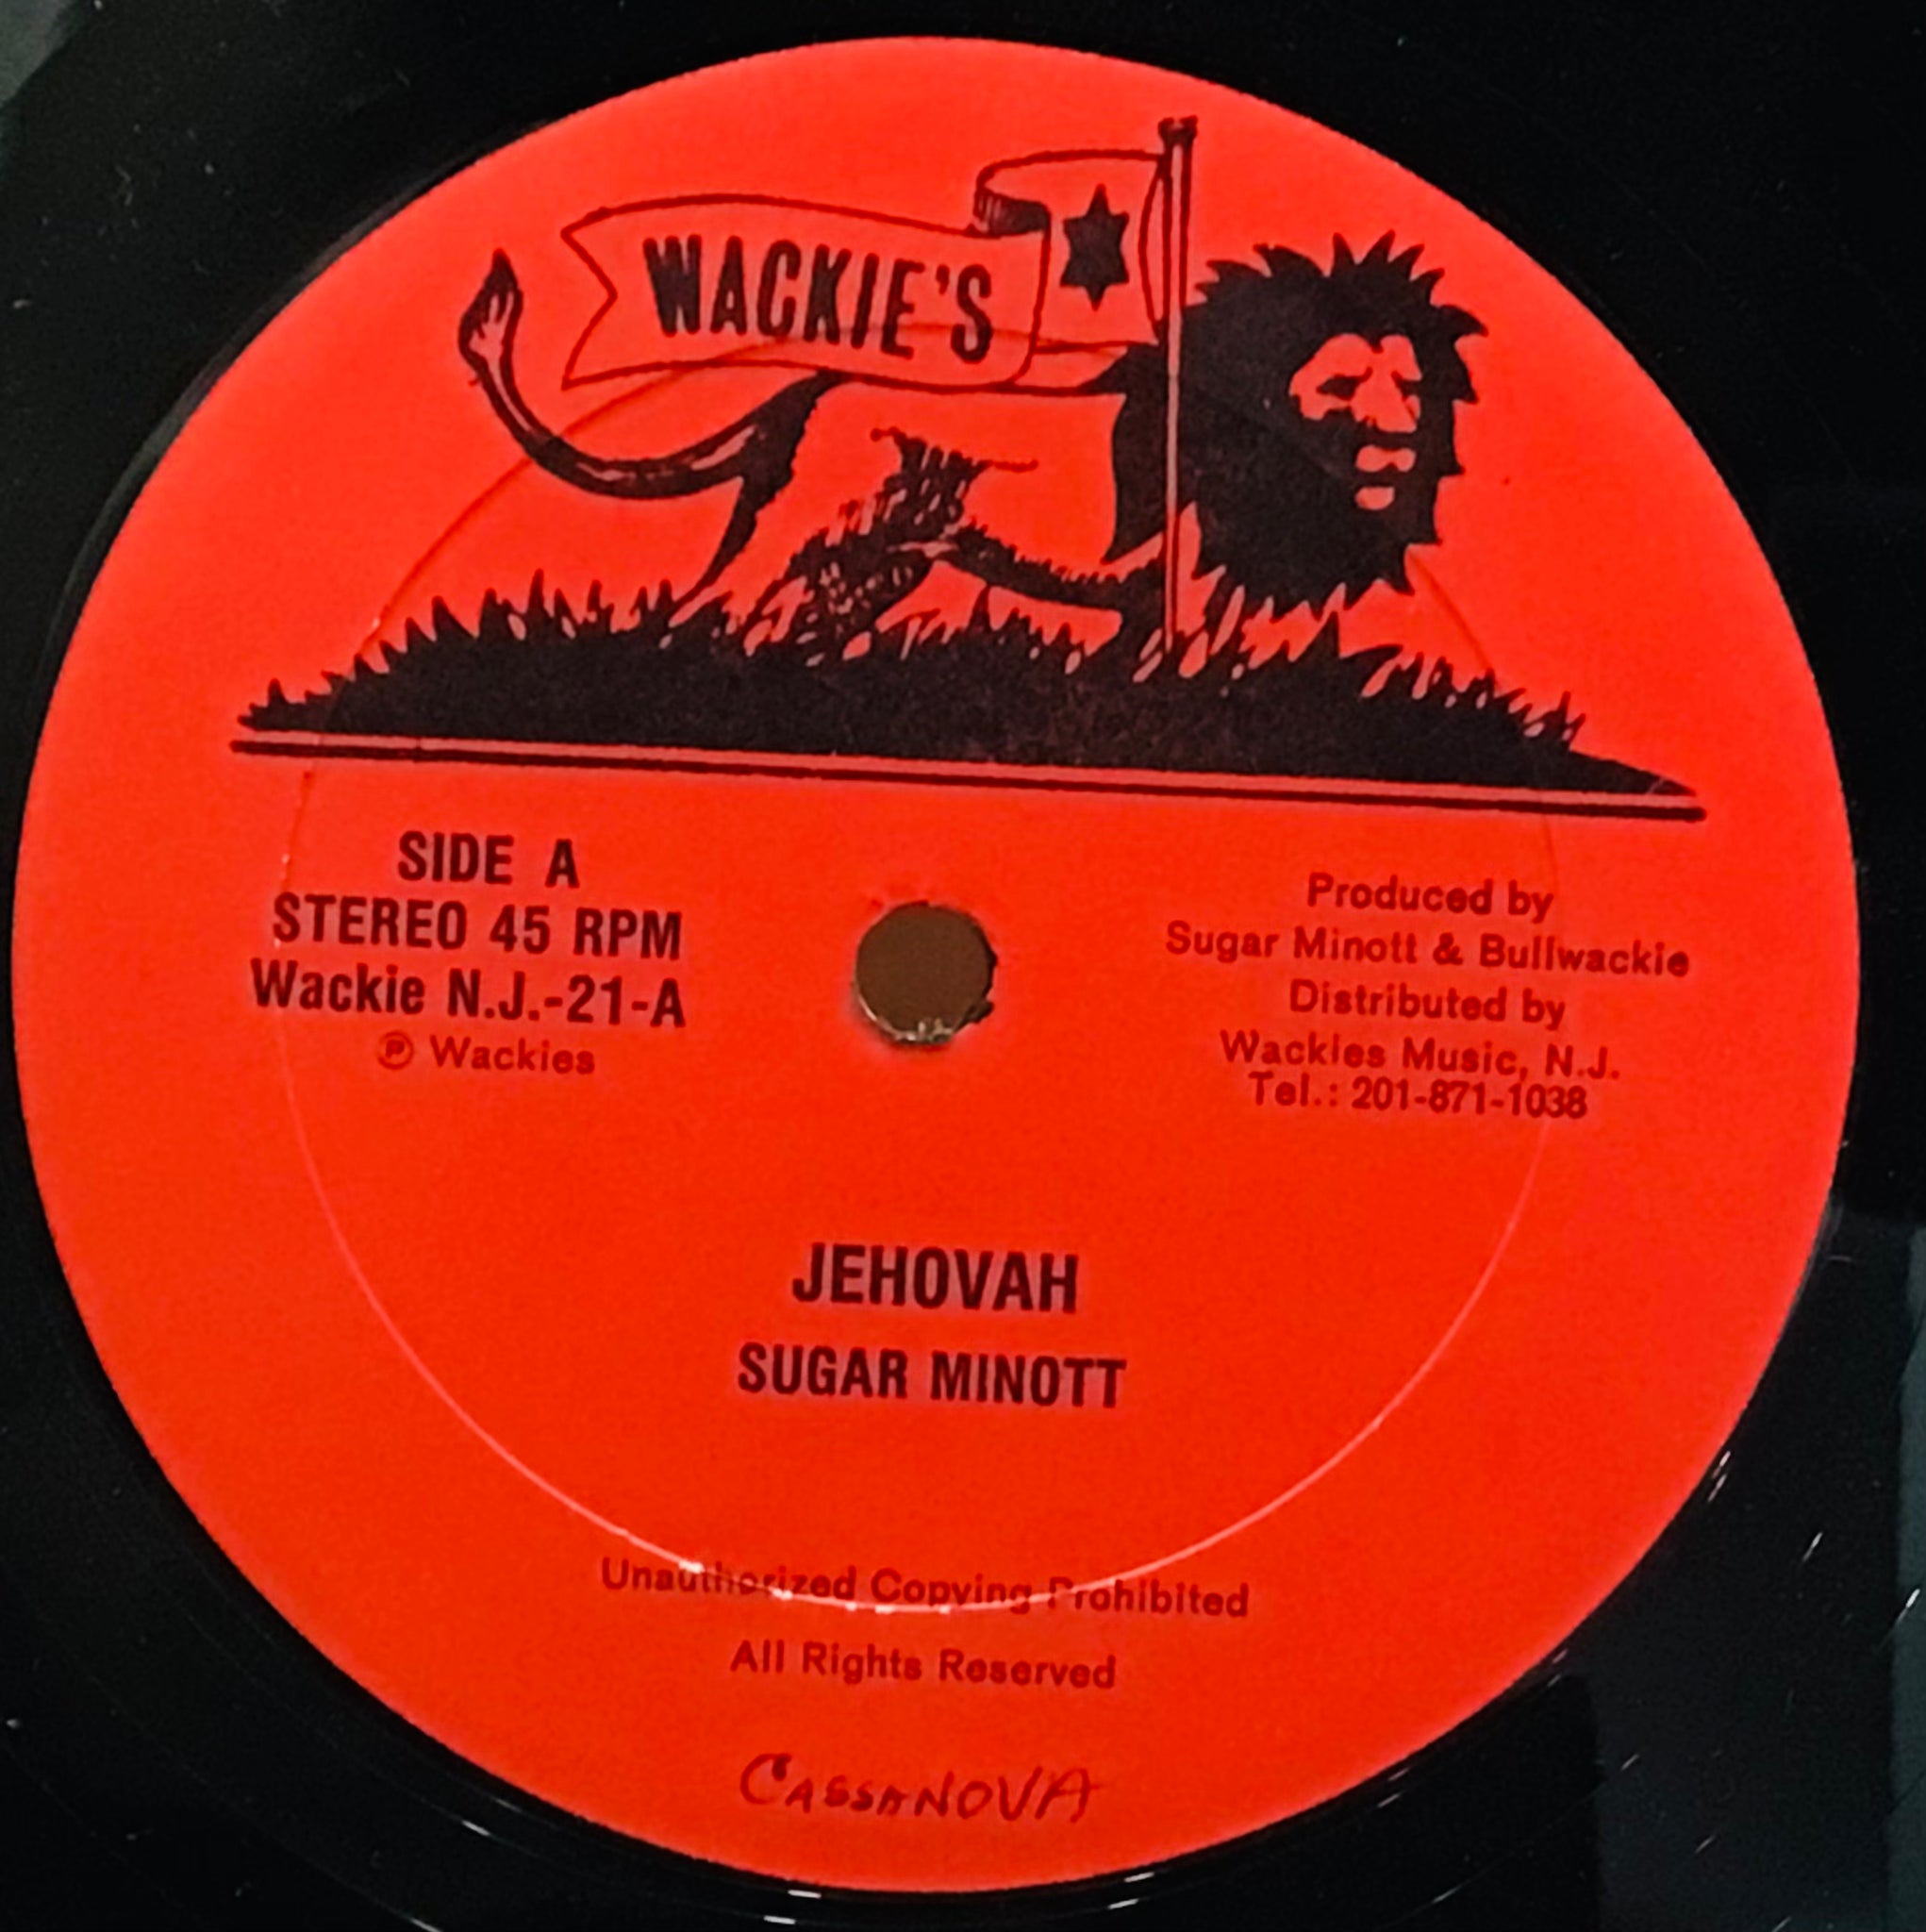 WACKIE'S
SIDE A
STEREO 45 RPM
Wackie N.J.-21-A
℗ Wackies
Produced by
Sugar Minott & Bullwackie
Distributed by
Wackies Music, N.J.
Tel.: 201-871-1038
JEHOVAH
SUGAR MINOTT
Unauthorized Copying Prohibited
All Rights Reserved
CASSANOVA